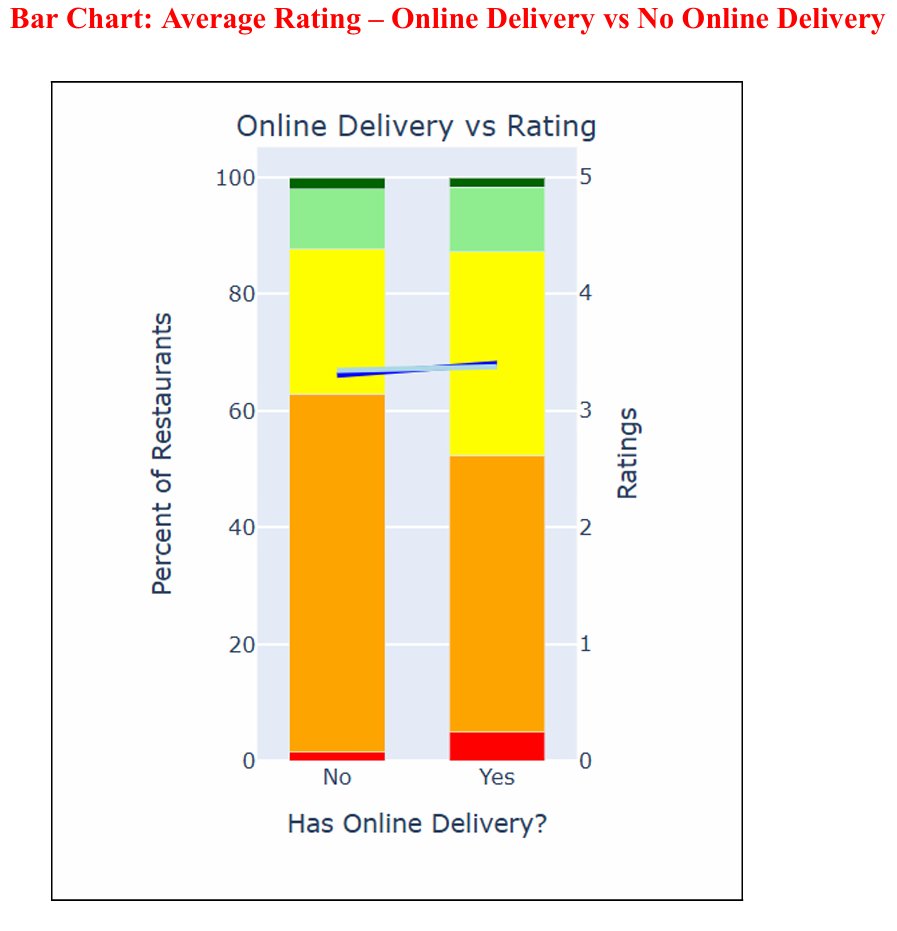 Bar Chart: Average Rating – Online Delivery vs No Online Delivery
Online Delivery vs Rating
100
80
60
40
20
0
Percent of Restaurants
5
4
3
2
1
0
Ratings
No
Yes
Has Online Delivery?